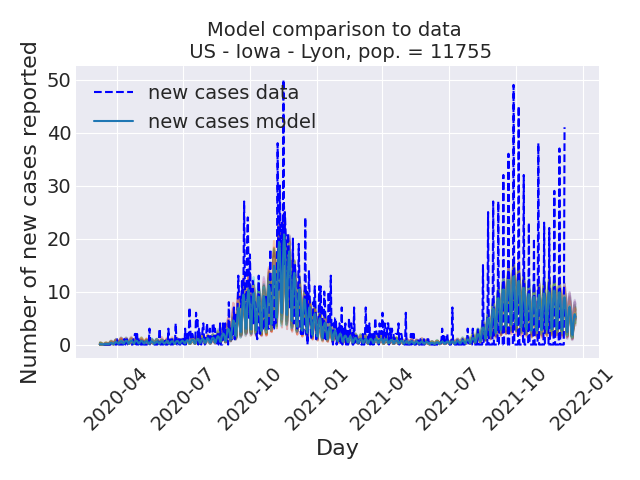 Model comparison to data
US - Iowa - Lyon, pop. = 11755
Number of new cases reported
50
40
30
20
10
0
new cases data
new cases model
2020-04
2020-07
2020-10
2021-01
2021-04
2021-07
2021-10
2022-01
Day